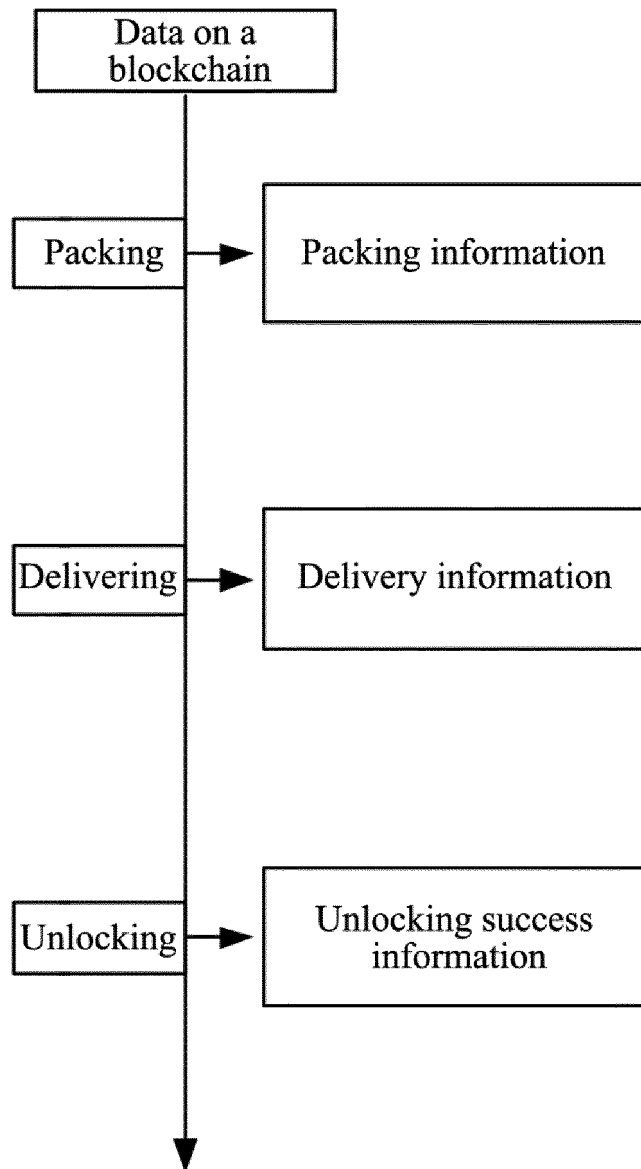 Data on a
blockchain
Packing
Packing information
Delivering
Delivery information
Unlocking
Unlocking success
information